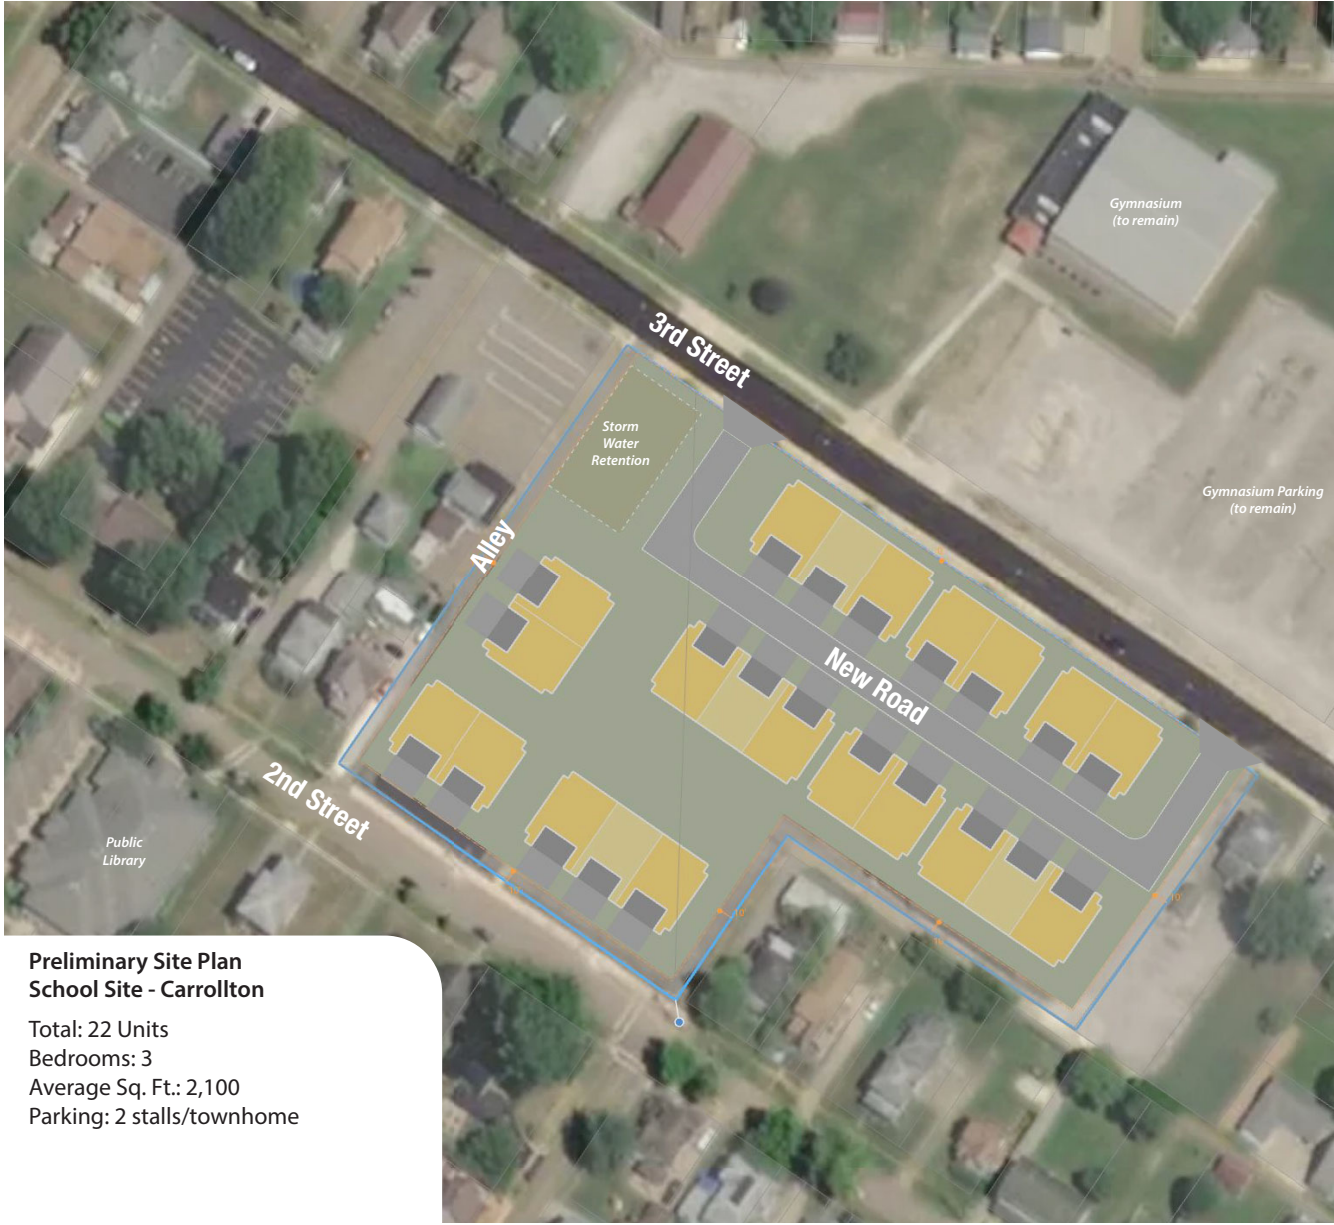 Gymnasium
(to remain)
3rd Street
Storm
Water
Retention
Gymnasium Parking
(to remain)
Alley
New Road
2nd Street
Public
Library
10'
10'
Preliminary Site Plan
School Site - Carrollton
Total: 22 Units
Bedrooms: 3
Average Sq. Ft.: 2,100
Parking: 2 stalls/townhome